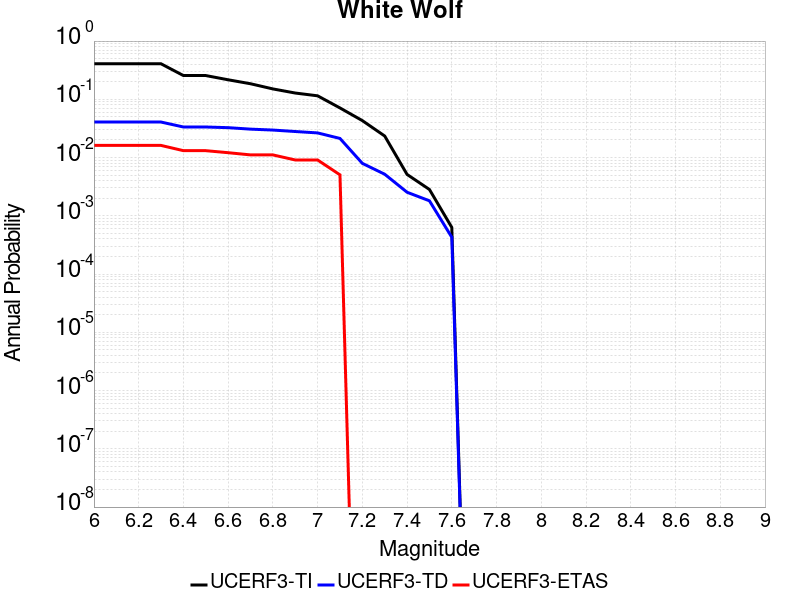 White Wolf
10^0
10^-1
10^-2
10^-3
10^-4
10^-5
10^-6
10^-7
10^-8
Annual Probability
6 6.2 6.4 6.6 6.8 7 7.2 7.4 7.6 7.8 8 8.2 8.4 8.6 8.8 9
Magnitude
UCERF3-TI UCERF3-TD UCERF3-ETAS